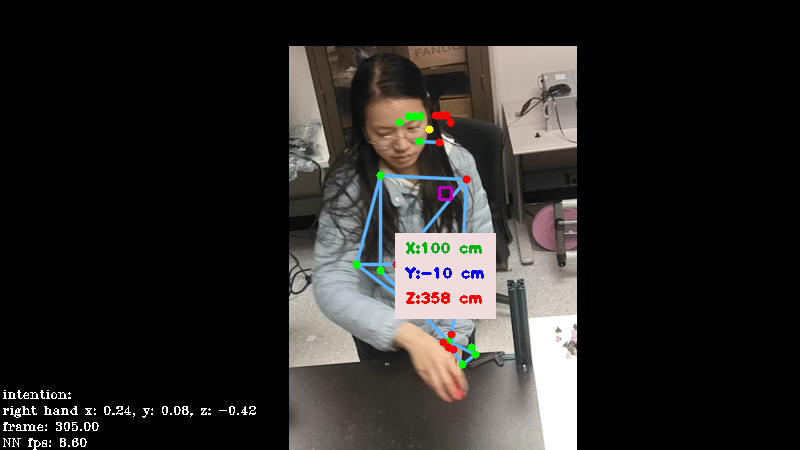 FANUC
X:100 cm
Y:-10 cm
Z:358 cm
intention:
right hand x: 0.24, y: 0.08, z: -0.42
frame: 305.00
NN fps: 8.60